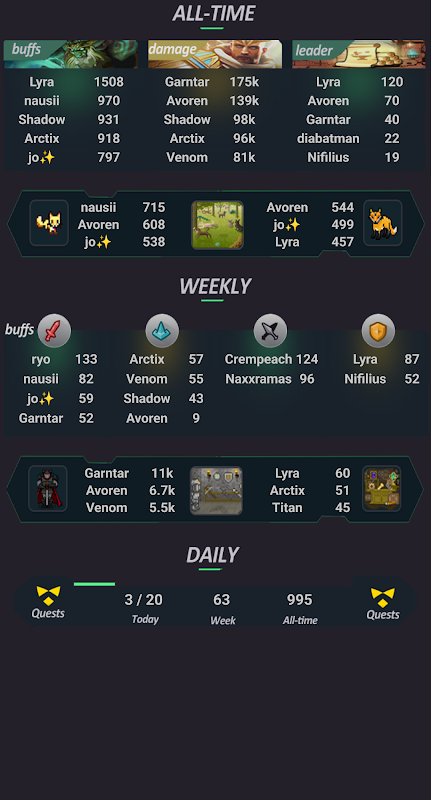 ALL-TIME
buffs damage leader
Lyra 1508 Garntar 175k Lyra 120
nausii 970 Avoren 139k Avoren 70
Shadow 931 Shadow 98k Garntar 40
Arctix 918 Arctix 96k diabatman 22
jo✨ 797 Venom 81k Nifilius 19
nausii 715 Avoren 544
Avoren 608 jo✨ 499
jo✨ 538 Lyra 457
WEEKLY
buffs
ryo 133 Arctix 57 Crempeach 124 Lyra 87
nausii 82 Venom 55 Naxxramas 96 Nifilius 52
jo✨ 59 Shadow 43
Garntar 52 Avoren 9
Garntar 11k Lyra 60
Avoren 6.7k Arctix 51
Venom 5.5k Titan 45
DAILY
3 / 20 63 995
Quests Today Week All-time Quests